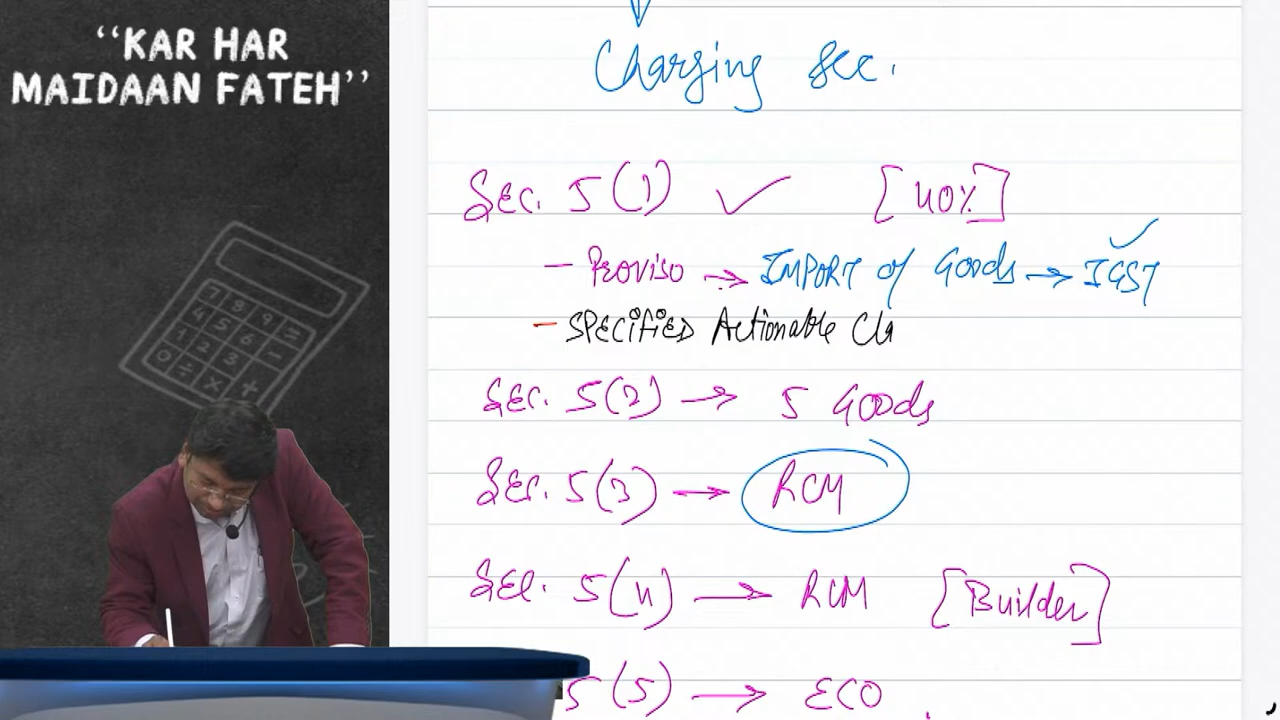 “KAR HAR
MAIDAAN FATEH”
Charging Sec.
Sec. 5(1) ✓ [40%]
- Proviso → IMPORT of Goods → IGST ✓
- SPECIFIED Actionable Cla
Sec. 5(2) → 5 Goods
Sec. 5(3) → RCM
Sec. 5(4) → RCM [Builder]
5(5) → ECO